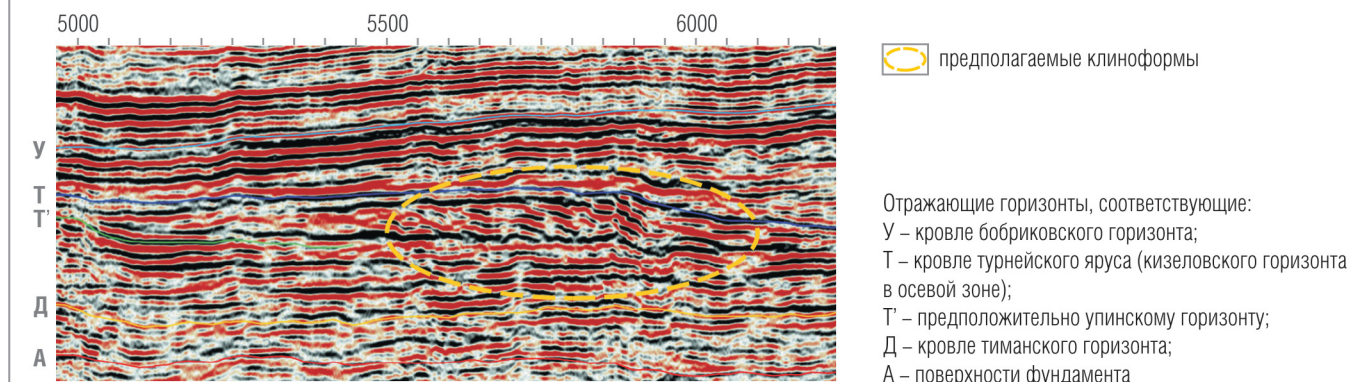 5000 5500 6000
предполагаемые клиноформы
У
Т
Т’
Д
А
Отражающие горизонты, соответствующие:
У – кровле бобриковского горизонта;
Т – кровле турнейского яруса (кизеловского горизонта
в осевой зоне);
Т’ – предположительно упинскому горизонту;
Д – кровле тиманского горизонта;
А – поверхности фундамента